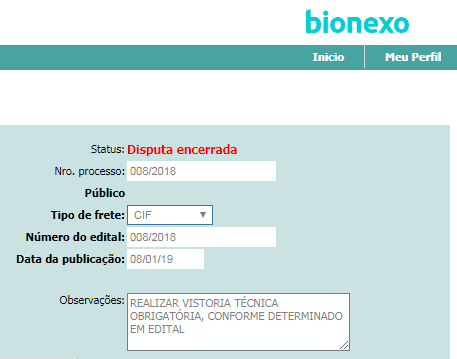 bionexo
Inicio Meu Perfil
Status: Disputa encerrada
Nro. processo: 008/2018
Público
Tipo de frete: CIF
Número do edital: 008/2018
Data da publicação: 08/01/19
Observações: REALIZAR VISTORIA TÉCNICA
OBRIGATÓRIA, CONFORME DETERMINADO
EM EDITAL